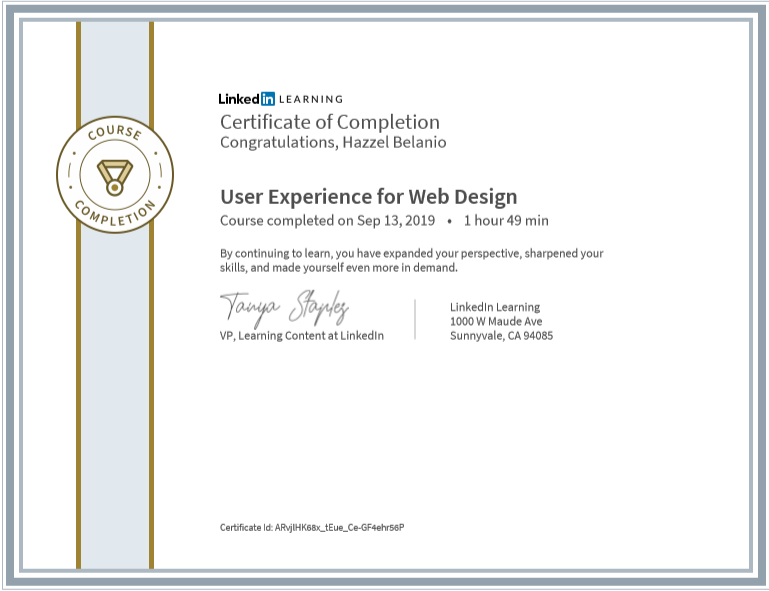 COURSE
COMPLETION
Linked in LEARNING
Certificate of Completion
Congratulations, Hazzel Belanio
User Experience for Web Design
Course completed on Sep 13, 2019 • 1 hour 49 min
By continuing to learn, you have expanded your perspective, sharpened your
skills, and made yourself even more in demand.
Tanya Staples
VP, Learning Content at LinkedIn
LinkedIn Learning
1000 W Maude Ave
Sunnyvale, CA 94085
Certificate Id: ARvjlHK68x_tEue_Ce-GF4ehr56P